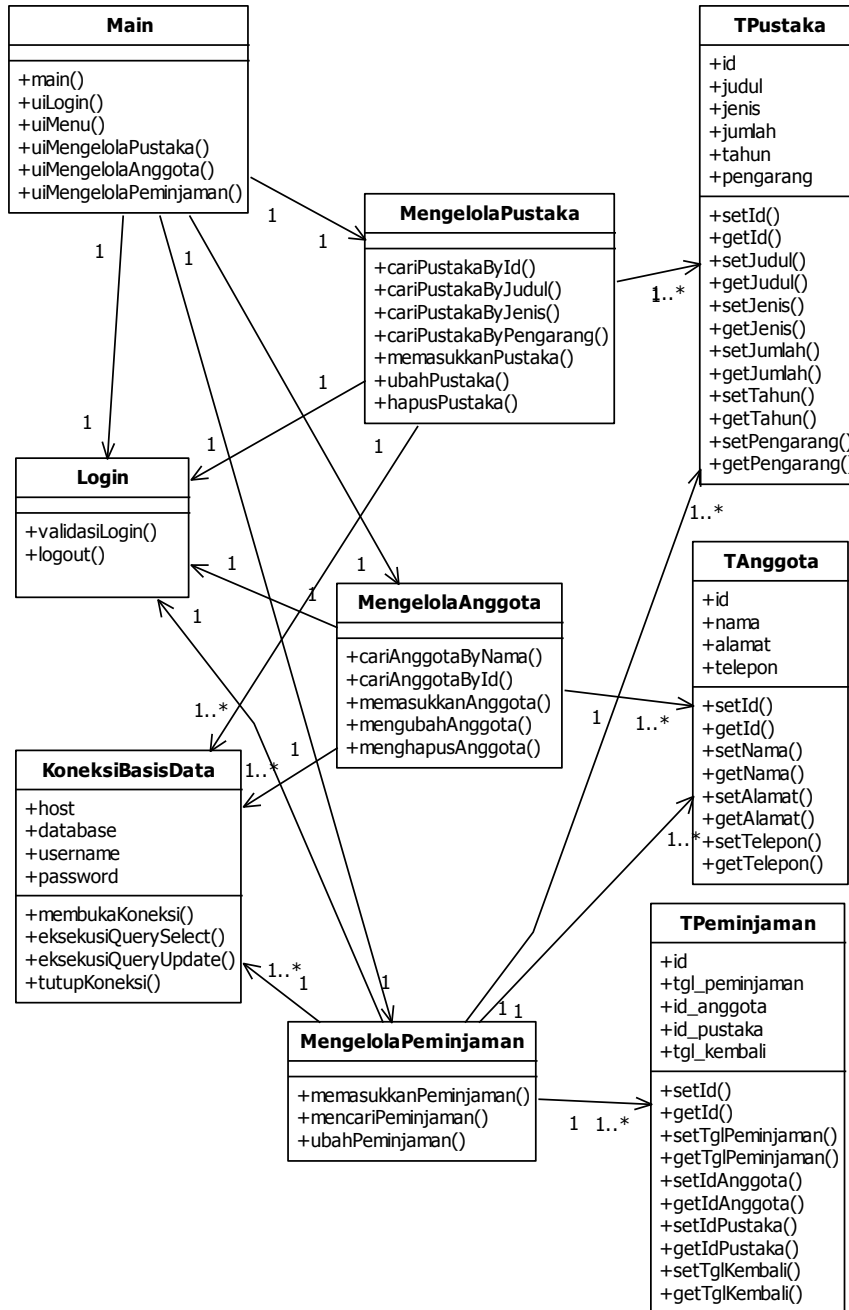 Main
+main()
+uiLogin()
+uiMenu()
+uiMengelolaPustaka()
+uiMengelolaAnggota()
+uiMengelolaPeminjaman()
1
1
1
1
1
TPustaka
+id
+judul
+jenis
+jumlah
+tahun
+pengarang
+setId()
+getId()
+setJudul()
+getJudul()
+setJenis()
+getJenis()
+setJumlah()
+getJumlah()
+setTahun()
+getTahun()
+setPengarang()
+getPengarang()
MengelolaPustaka
+cariPustakaById()
+cariPustakaByJudul()
+cariPustakaByJenis()
+cariPustakaByPengarang()
+memasukkanPustaka()
+ubahPustaka()
+hapusPustaka()
1
1..*
1
1
1
1
Login
+validasiLogin()
+logout()
1..*
1
1
1
1
MengelolaAnggota
+cariAnggotaByNama()
+cariAnggotaById()
+memasukkanAnggota()
+mengubahAnggota()
+menghapusAnggota()
TAnggota
+id
+nama
+alamat
+telepon
+setId()
+getId()
+setNama()
+getNama()
+setAlamat()
+getAlamat()
+setTelepon()
+getTelepon()
1..*
1
1..*
1
1..*
1..*
KoneksiBasisData
+host
+database
+username
+password
+membukaKoneksi()
+eksekusiQuerySelect()
+eksekusiQueryUpdate()
+tutupKoneksi()
1..*
1
1
1
1
MengelolaPeminjaman
+memasukkanPeminjaman()
+mencariPeminjaman()
+ubahPeminjaman()
1
1..*
TPeminjaman
+id
+tgl_peminjaman
+id_anggota
+id_pustaka
+tgl_kembali
+setId()
+getId()
+setTglPeminjaman()
+getTglPeminjaman()
+setIdAnggota()
+getIdAnggota()
+setIdPustaka()
+getIdPustaka()
+setTglKembali()
+getTglKembali()